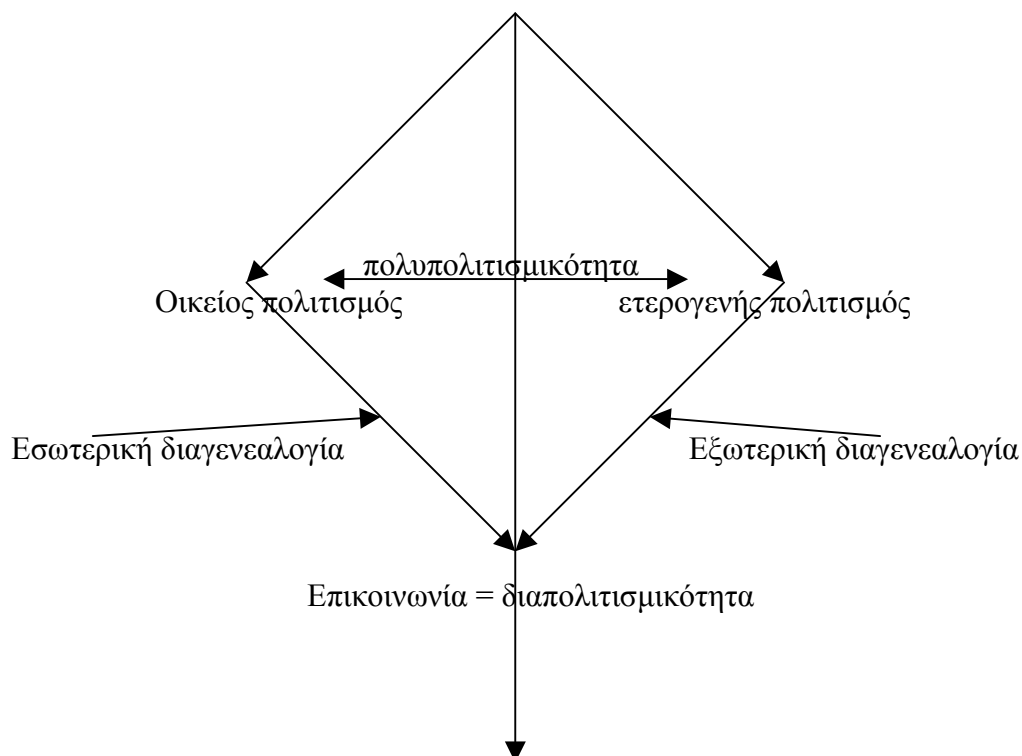 πολυπολιτισμικότητα
Οικείος πολιτισμός
ετερογενής πολιτισμός
Εσωτερική διαγενεαλογία
Εξωτερική διαγενεαλογία
Επικοινωνία = διαπολιτισμικότητα